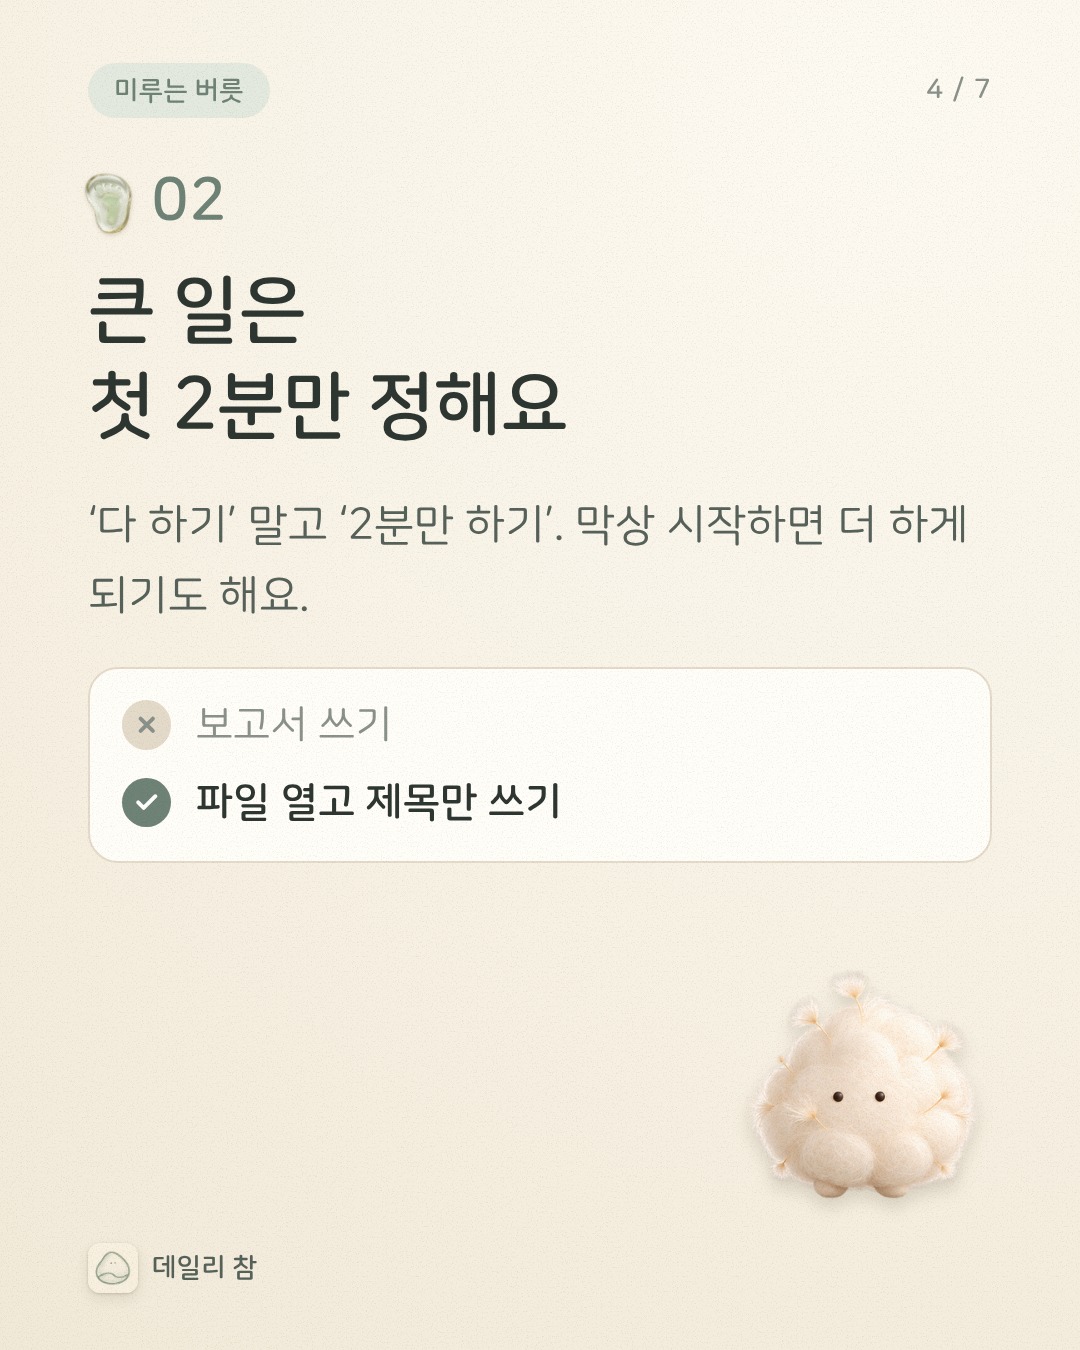 미루는 버릇
4 / 7
02
큰 일은
첫 2분만 정해요
‘다 하기’ 말고 ‘2분만 하기’. 막상 시작하면 더 하게
되기도 해요.
보고서 쓰기
파일 열고 제목만 쓰기
데일리 참